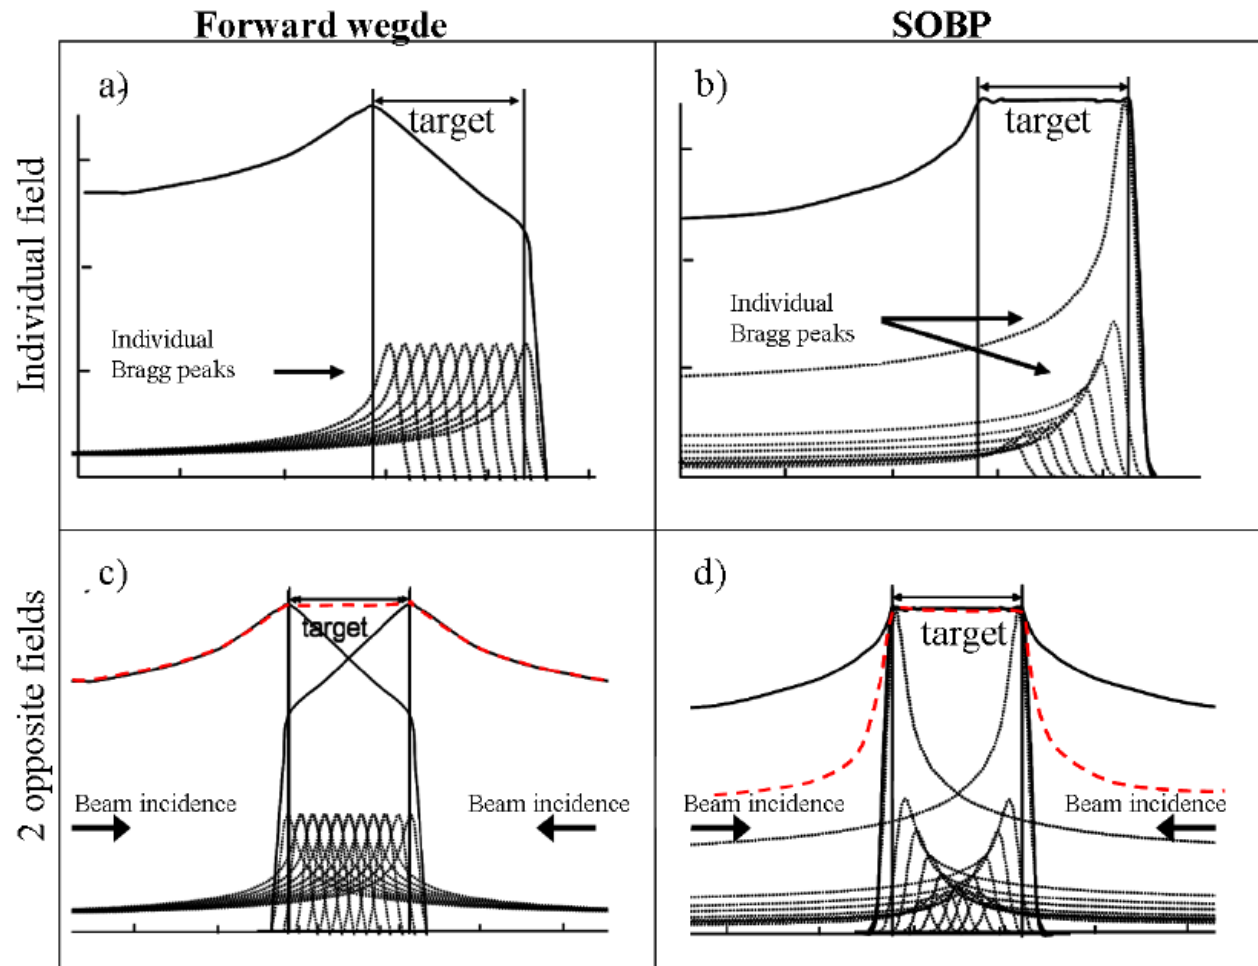 Forward wegde
SOBP
Individual field
a)
target
Individual
Bragg peaks
b)
target
Individual
Bragg peaks
2 opposite fields
c)
target
Beam incidence
Beam incidence
d)
target
Beam incidence
Beam incidence